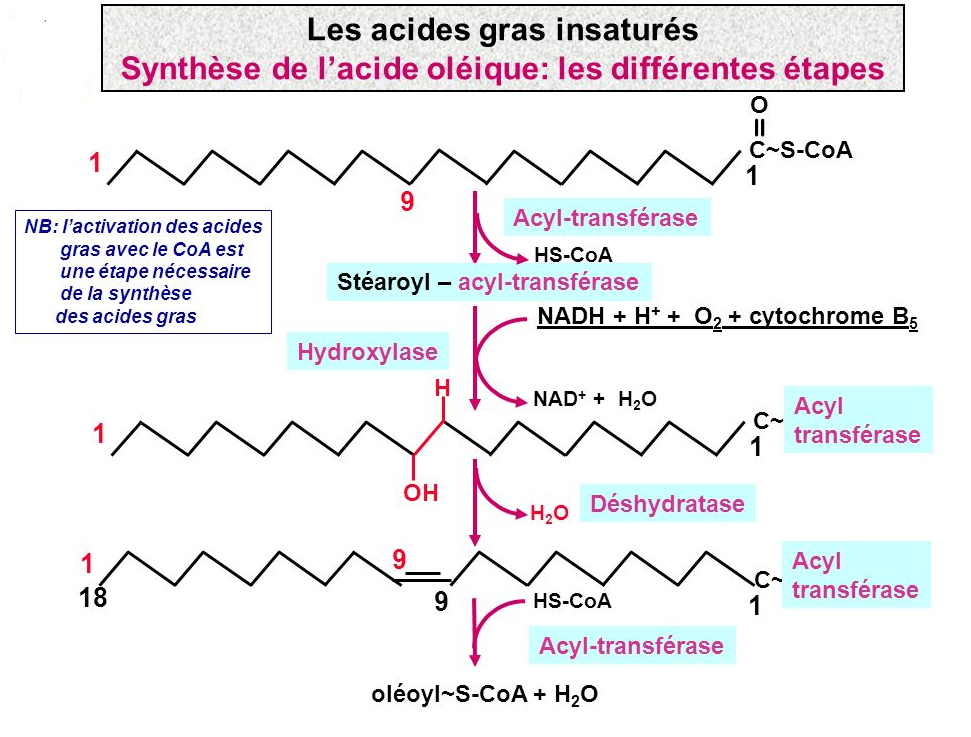 Les acides gras insaturés
Synthèse de l’acide oléique: les différentes étapes
O
C~S-CoA
1
1
9
Acyl-transférase
NB: l’activation des acides
gras avec le CoA est
une étape nécessaire
de la synthèse
des acides gras
HS-CoA
Stéaroyl – acyl-transférase
NADH + H⁺ + O₂ + cytochrome B₅
Hydroxylase
H
NAD⁺ + H₂O
Acyl
transférase
C~
1
1
OH
Déshydratase
H₂O
9
1
Acyl
transférase
C~
18
9
HS-CoA
1
Acyl-transférase
oléoyl~S-CoA + H₂O